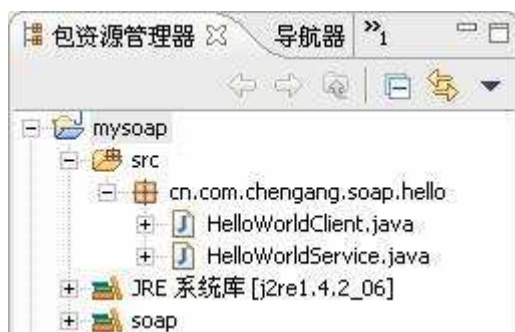 包资源管理器 导航器 »1
mysoap
src
cn.com.chengang.soap.hello
HelloWorldClient.java
HelloWorldService.java
JRE 系统库 [j2re1.4.2_06]
soap